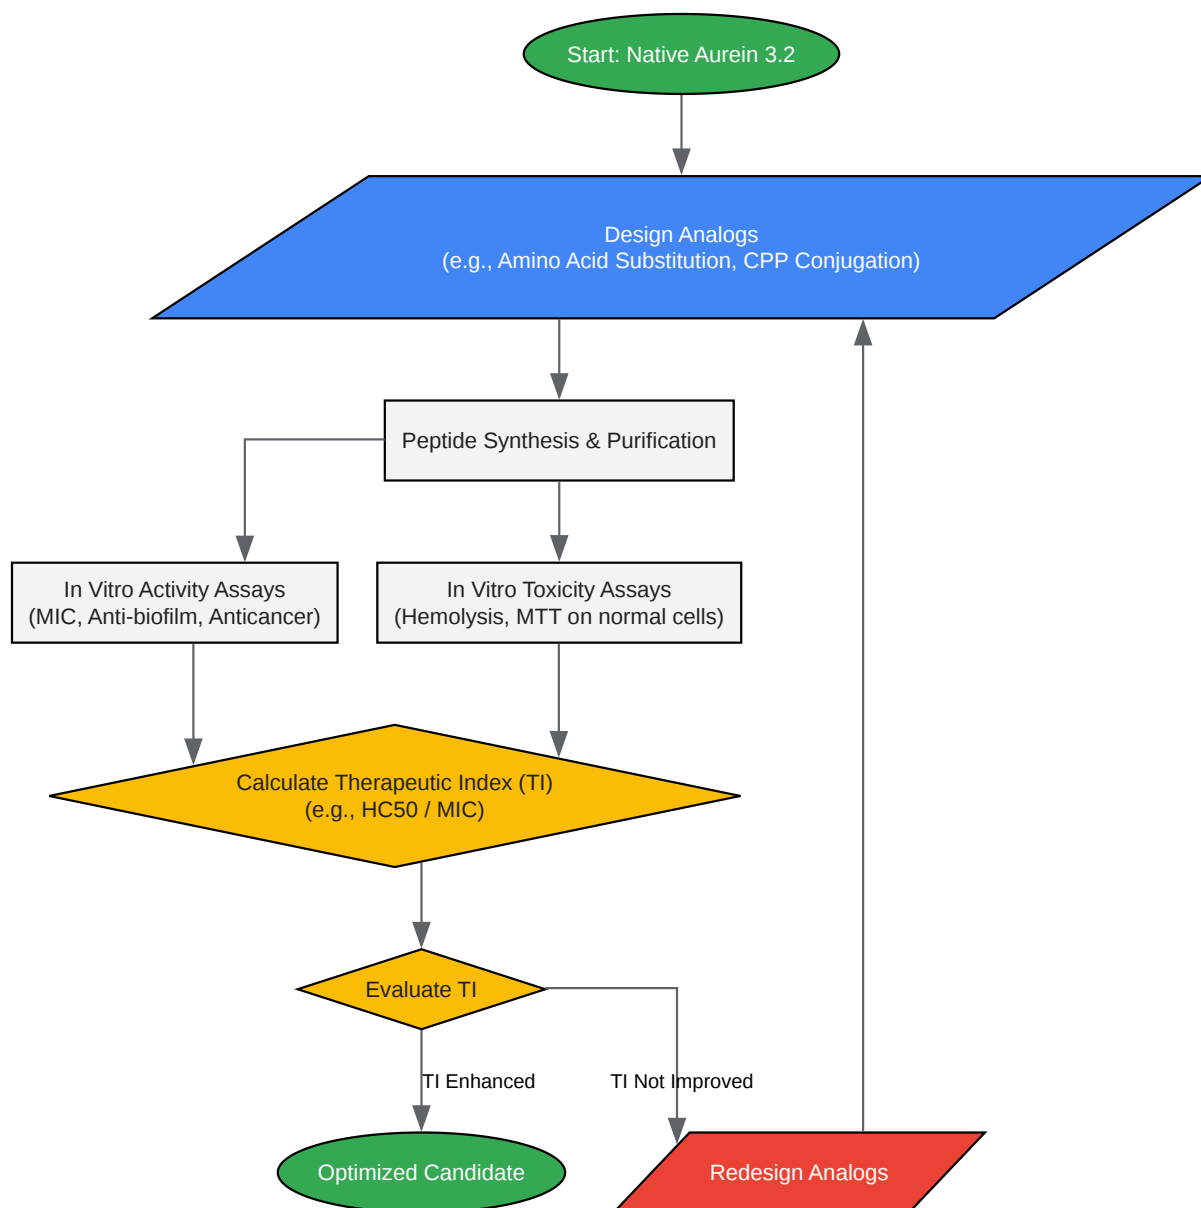 Start: Native Aurein 3.2
Design Analogs
(e.g., Amino Acid Substitution, CPP Conjugation)
Peptide Synthesis & Purification
In Vitro Activity Assays
(MIC, Anti-biofilm, Anticancer)
In Vitro Toxicity Assays
(Hemolysis, MTT on normal cells)
Calculate Therapeutic Index (TI)
(e.g., HC50 / MIC)
Evaluate TI
TI Enhanced
TI Not Improved
Optimized Candidate
Redesign Analogs